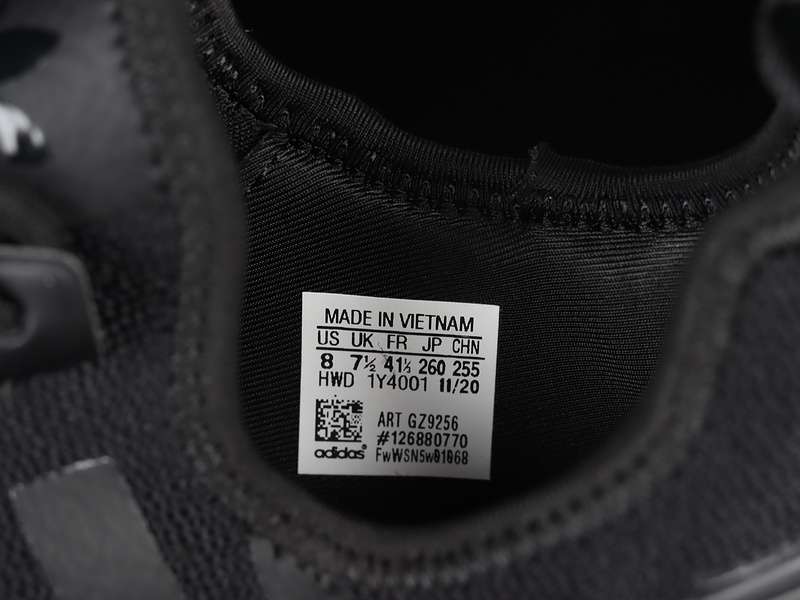 MADE IN VIETNAM
US UK FR JP CHN
8 7½ 41⅓ 260 255
HWD 1Y4001 11/20
ART GZ9256
#126880770
adidas® FwWSN5w01068